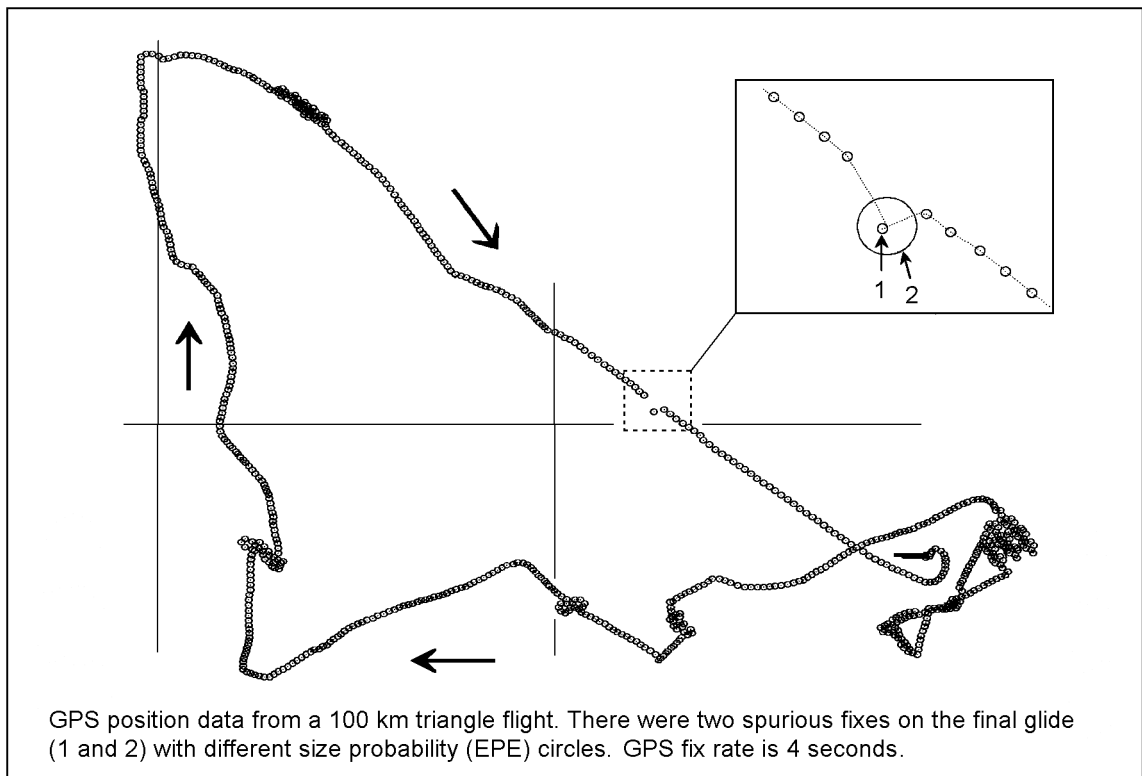 1
2
GPS position data from a 100 km triangle flight. There were two spurious fixes on the final glide
(1 and 2) with different size probability (EPE) circles. GPS fix rate is 4 seconds.